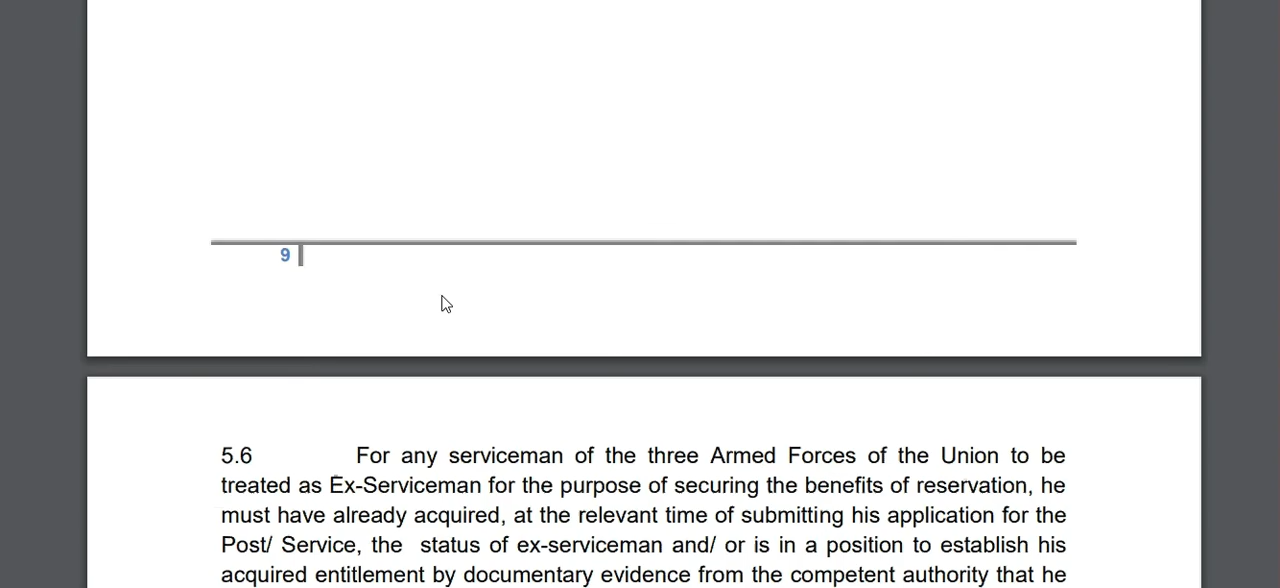 9
5.6 For any serviceman of the three Armed Forces of the Union to be
treated as Ex-Serviceman for the purpose of securing the benefits of reservation, he
must have already acquired, at the relevant time of submitting his application for the
Post/ Service, the status of ex-serviceman and/ or is in a position to establish his
acquired entitlement by documentary evidence from the competent authority that he